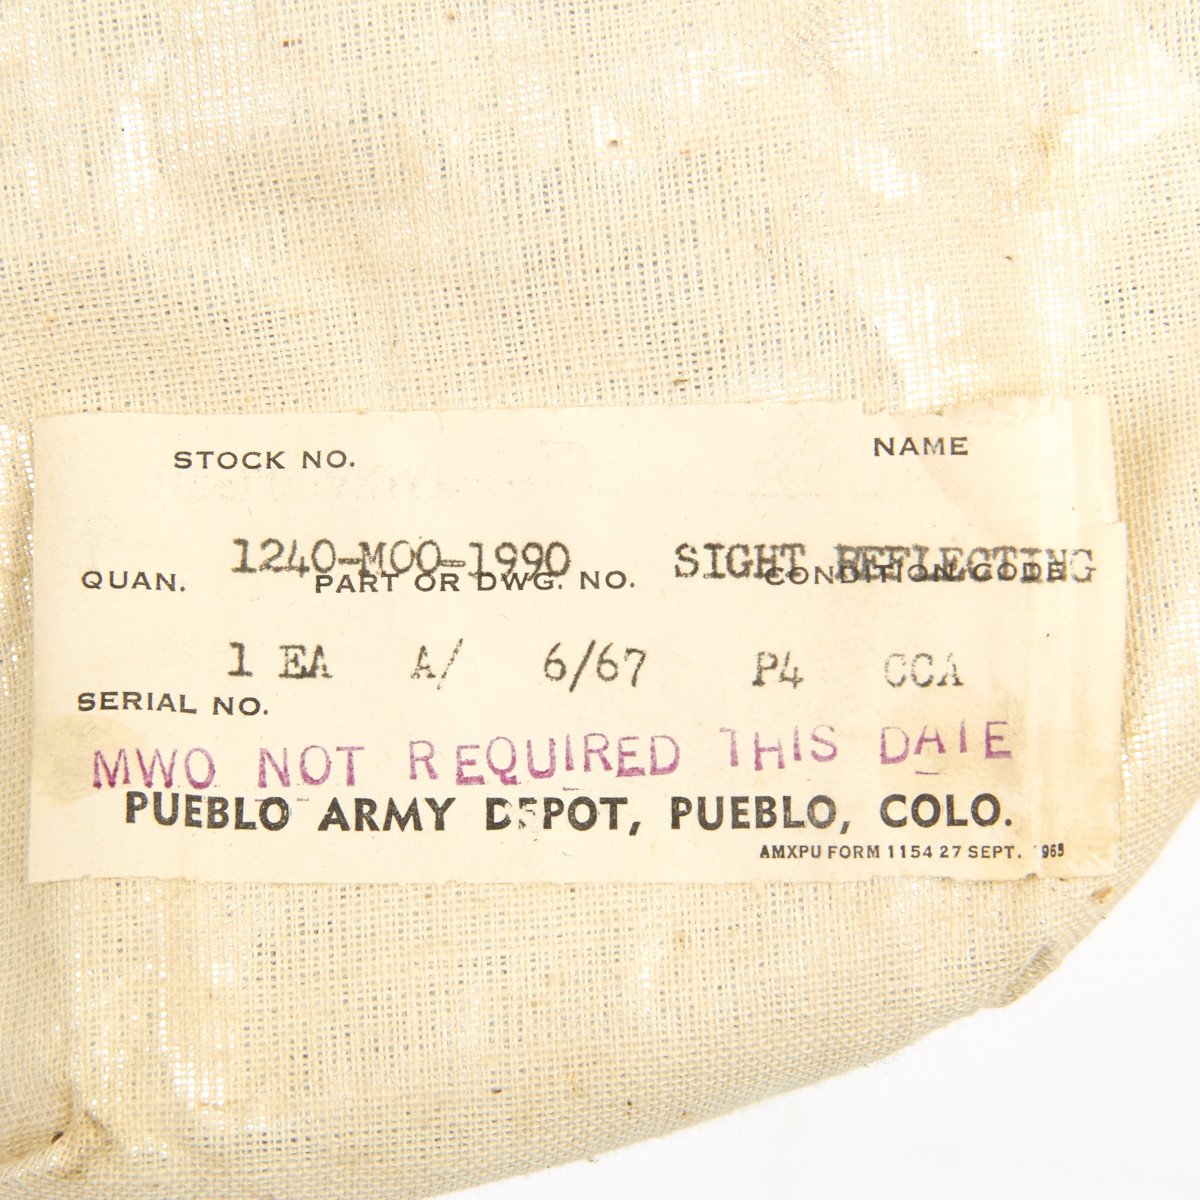 STOCK NO. NAME
1240-M00-1990 SIGHT REFLECTING
QUAN. PART OR DWG. NO. CONDITION CODE
1 EA A/ 6/67 P4 CCA
SERIAL NO.
MWO NOT REQUIRED THIS DATE
PUEBLO ARMY DEPOT, PUEBLO, COLO.
AMXPU FORM 1154 27 SEPT. 1965